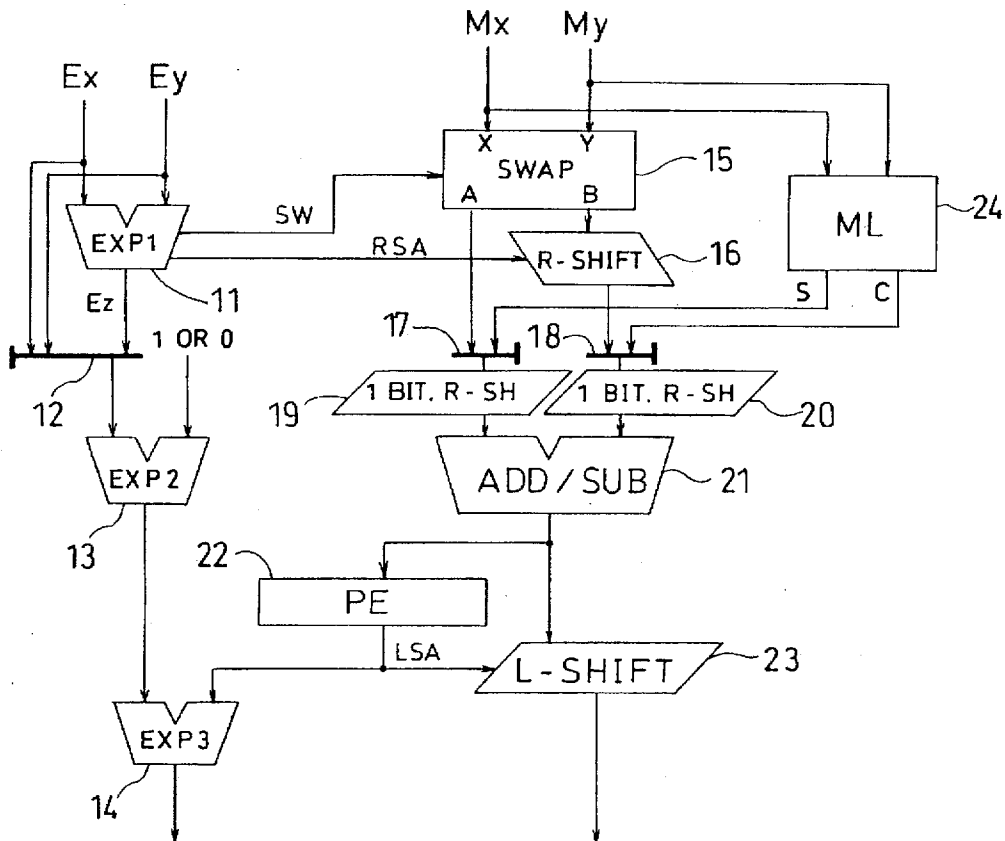 Mx My
Ex Ey
X Y
SWAP
A B
15
SW
EXP1
RSA
R-SHIFT
16
ML
24
11
Ez
S C
1 OR 0
17
18
12
19
1 BIT. R-SH
1 BIT. R-SH
20
EXP2
13
ADD/SUB
21
22
PE
LSA
L-SHIFT
23
EXP3
14